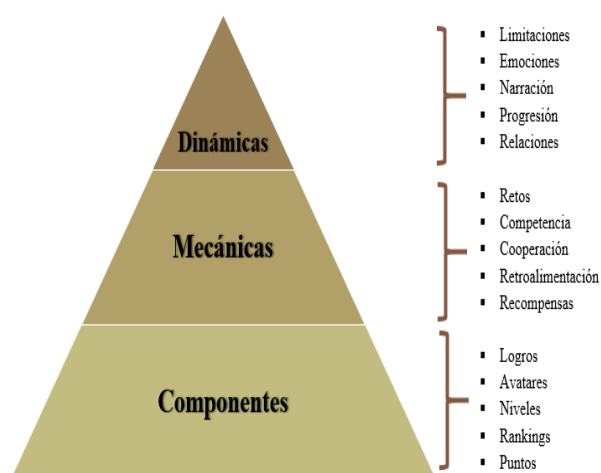 Dinámicas
Limitaciones
Emociones
Narración
Progresión
Relaciones
Mecánicas
Retos
Competencia
Cooperación
Retroalimentación
Recompensas
Componentes
Logros
Avatares
Niveles
Rankings
Puntos